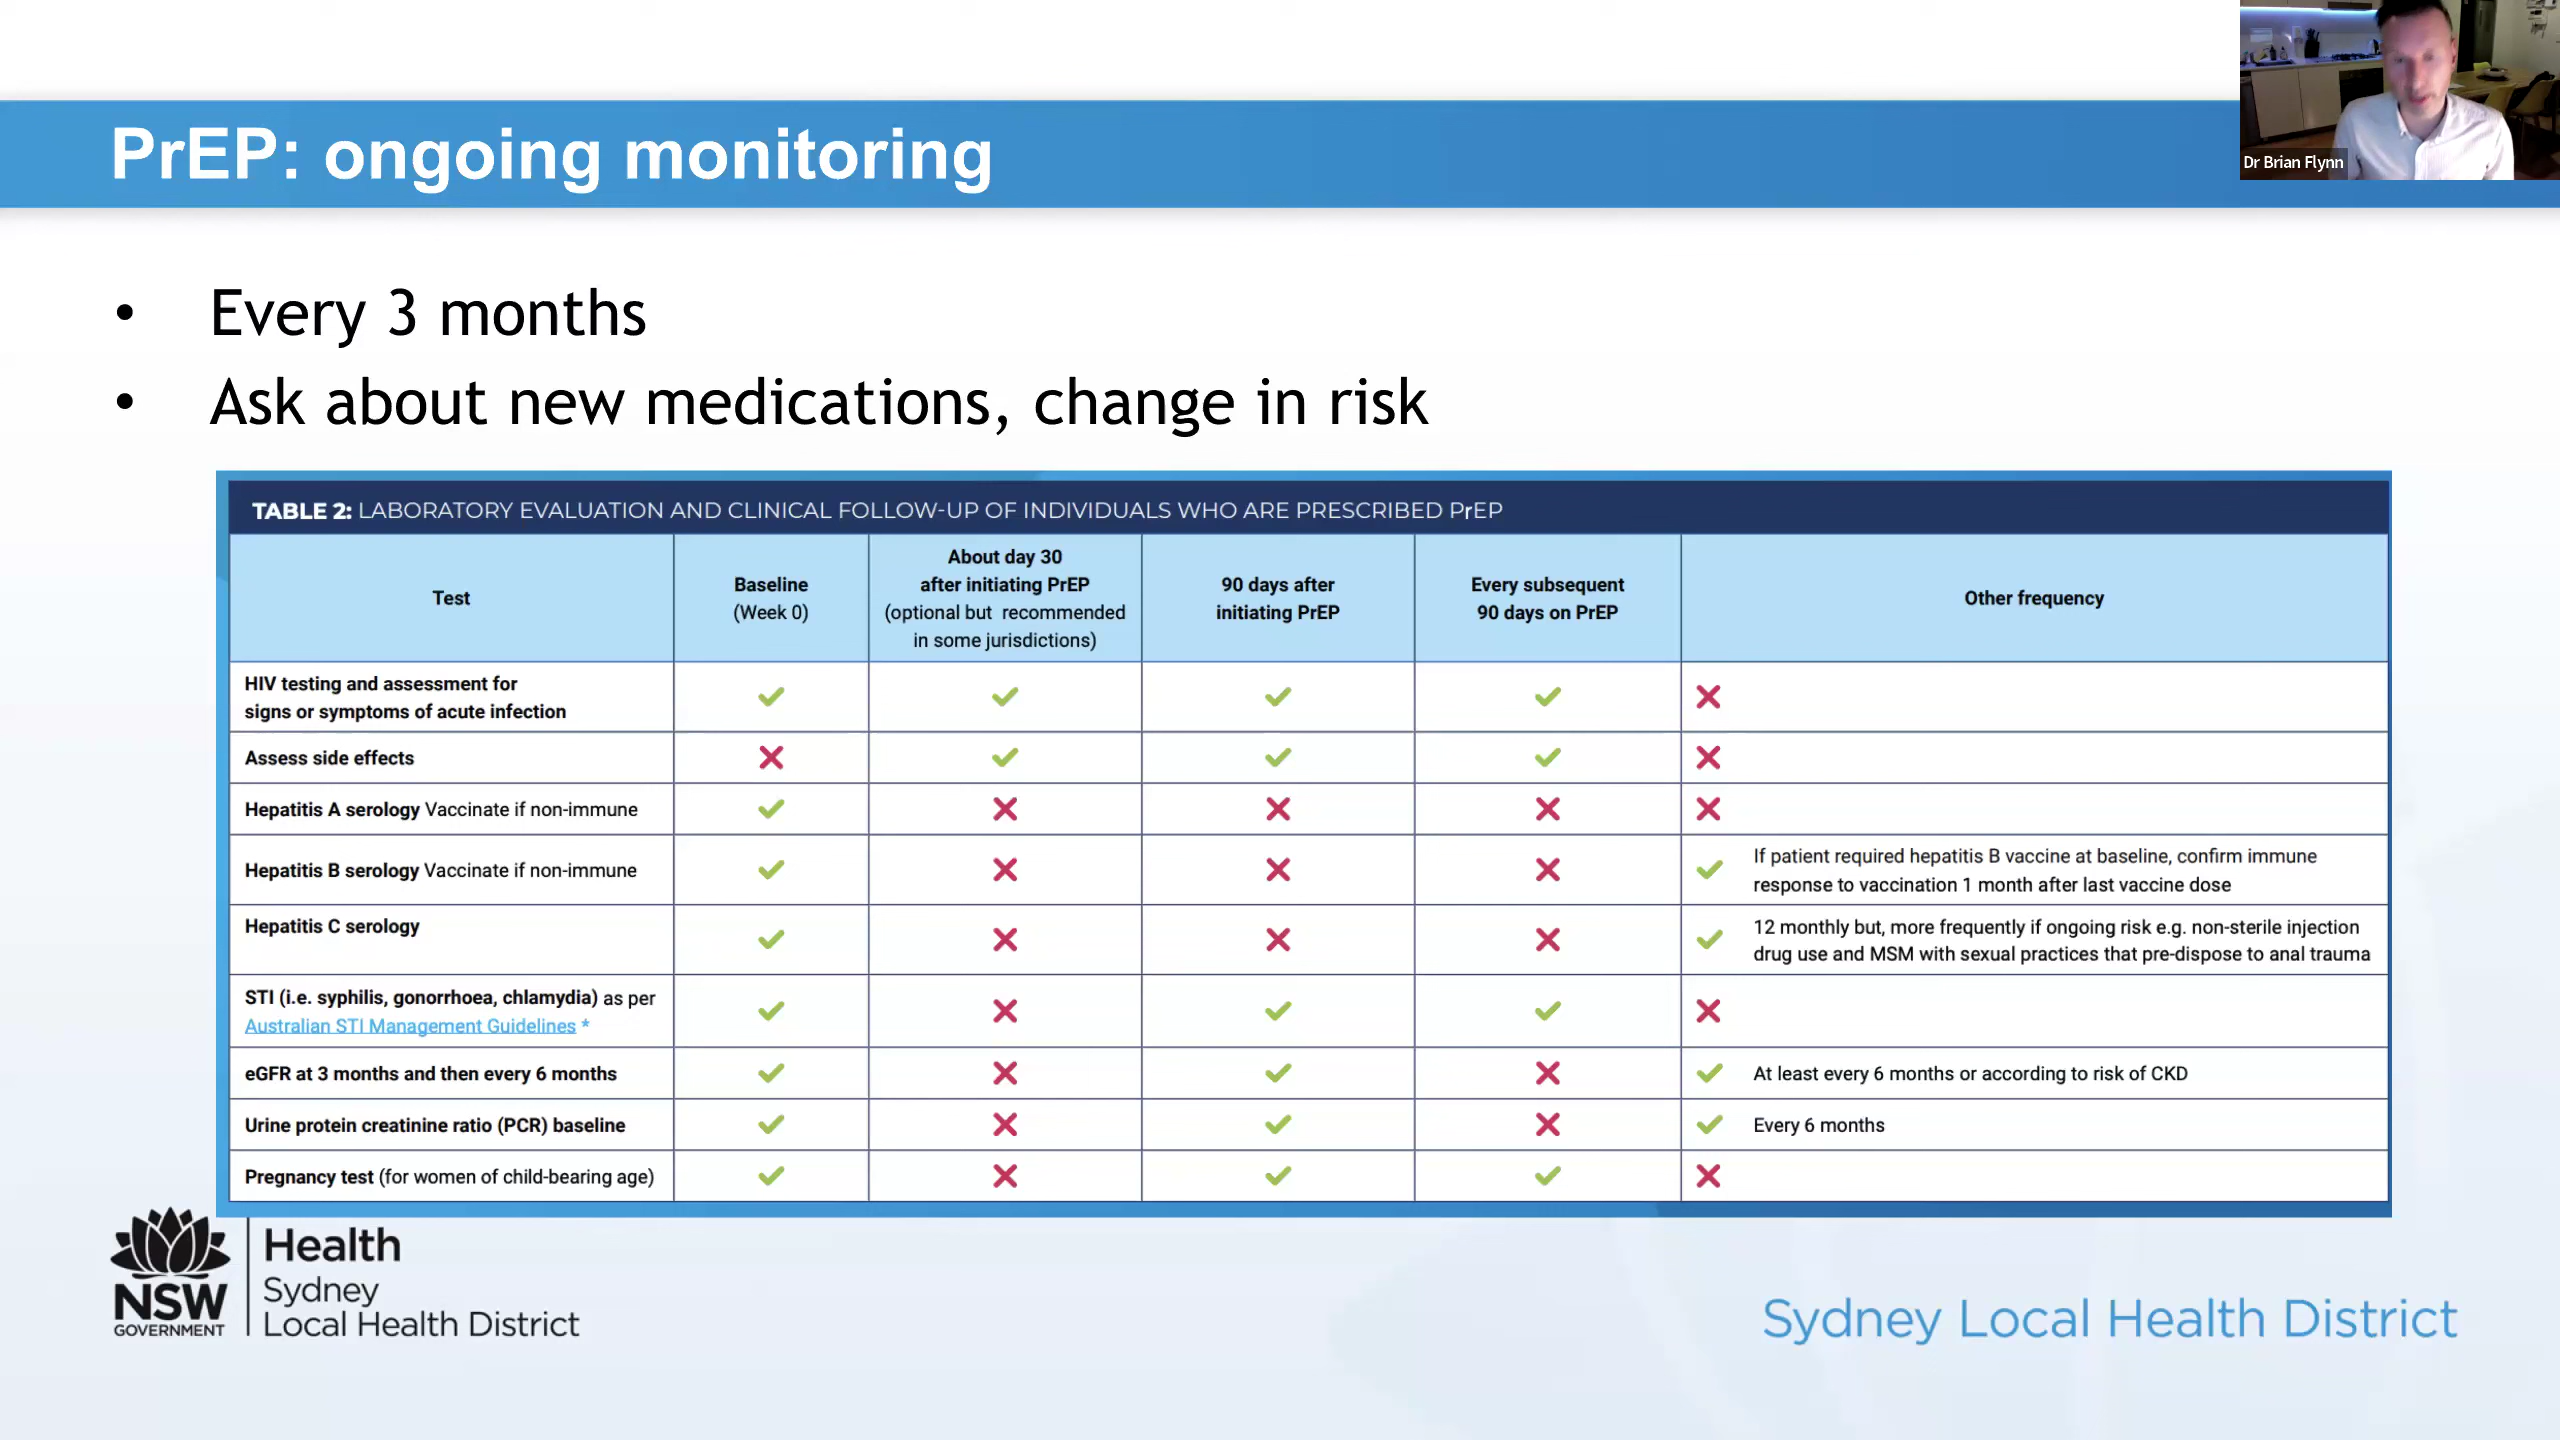 Dr Brian Flynn
PrEP: ongoing monitoring
• Every 3 months
• Ask about new medications, change in risk
TABLE 2: LABORATORY EVALUATION AND CLINICAL FOLLOW-UP OF INDIVIDUALS WHO ARE PRESCRIBED PrEP
Test
Baseline
(Week 0)
About day 30
after initiating PrEP
(optional but recommended
in some jurisdictions)
90 days after
initiating PrEP
Every subsequent
90 days on PrEP
Other frequency
HIV testing and assessment for
signs or symptoms of acute infection
Assess side effects
Hepatitis A serology Vaccinate if non-immune
Hepatitis B serology Vaccinate if non-immune
If patient required hepatitis B vaccine at baseline, confirm immune
response to vaccination 1 month after last vaccine dose
Hepatitis C serology
12 monthly but, more frequently if ongoing risk e.g. non-sterile injection
drug use and MSM with sexual practices that pre-dispose to anal trauma
STI (i.e. syphilis, gonorrhoea, chlamydia) as per
Australian STI Management Guidelines *
eGFR at 3 months and then every 6 months
At least every 6 months or according to risk of CKD
Urine protein creatinine ratio (PCR) baseline
Every 6 months
Pregnancy test (for women of child-bearing age)
NSW
GOVERNMENT
Health
Sydney
Local Health District
Sydney Local Health District